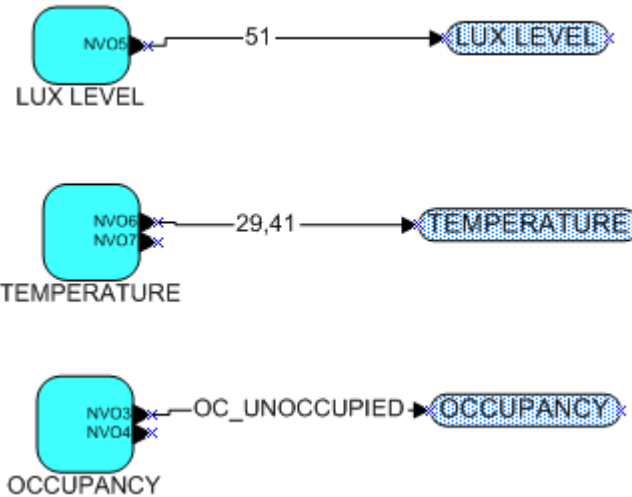 NVO5
51
LUX LEVEL
LUX LEVEL
NVO6
29,41
TEMPERATURE
NVO7
TEMPERATURE
NVO3
OC_UNOCCUPIED
OCCUPANCY
NVO4
OCCUPANCY